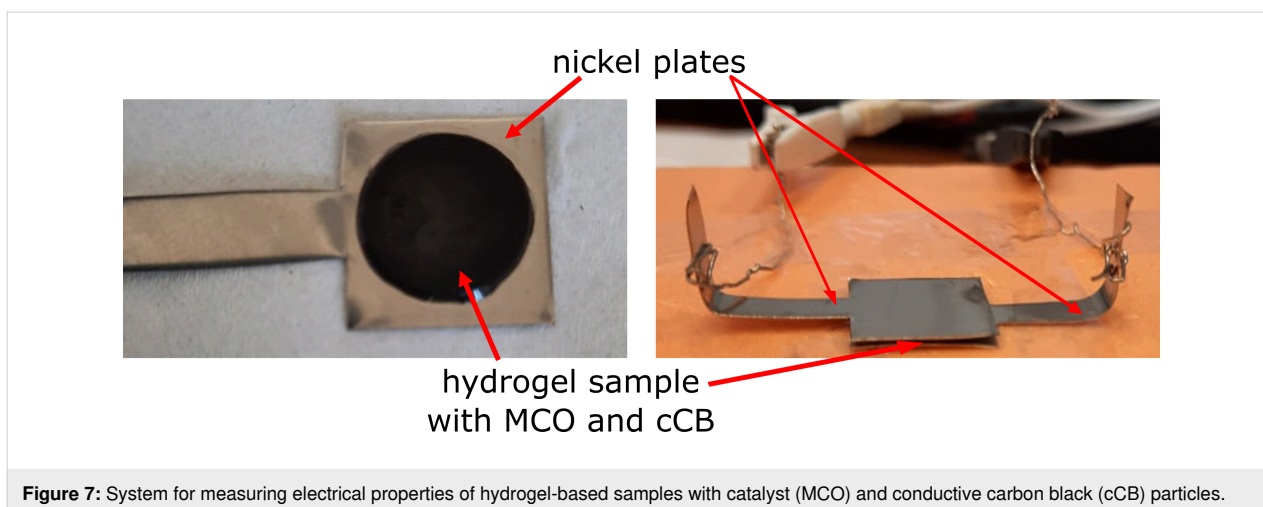 nickel plates
hydrogel sample
with MCO and cCB
Figure 7: System for measuring electrical properties of hydrogel-based samples with catalyst (MCO) and conductive carbon black (cCB) particles.